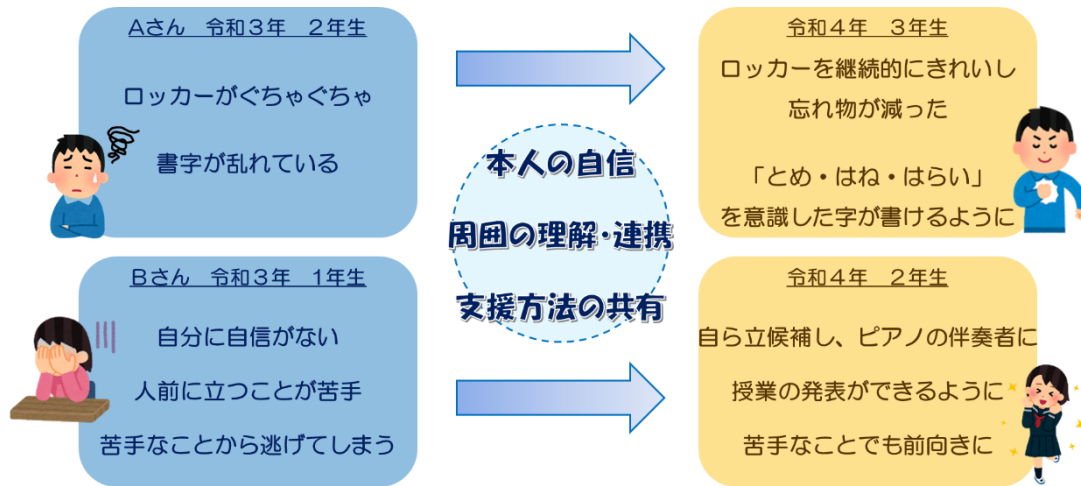 Aさん 令和3年 2年生
ロッカーがぐちゃぐちゃ
書字が乱れている
令和4年 3年生
ロッカーを継続的にきれいし
忘れ物が減った
「とめ・はね・はらい」
を意識した字が書けるように
本人の自信
周囲の理解・連携
支援方法の共有
Bさん 令和3年 1年生
自分に自信がない
人前に立つことが苦手
苦手なことから逃げてしまう
令和4年 2年生
自ら立候補し、ピアノの伴奏者に
授業の発表ができるように
苦手なことでも前向きに